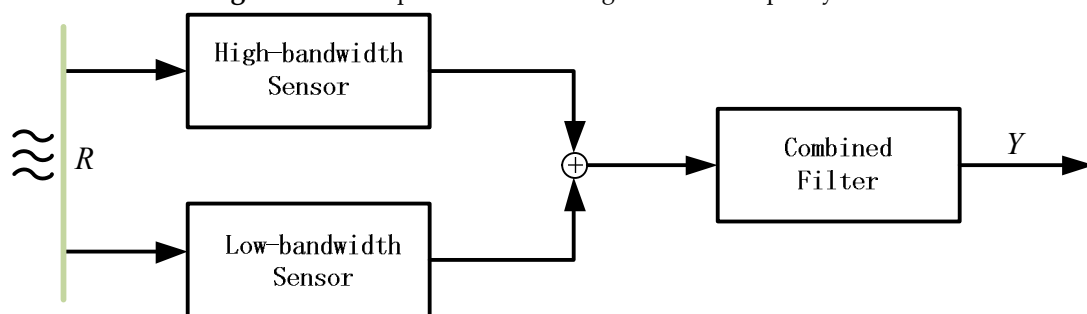 High-bandwidth
Sensor
R
Low-bandwidth
Sensor
+
Combined
Filter
Y